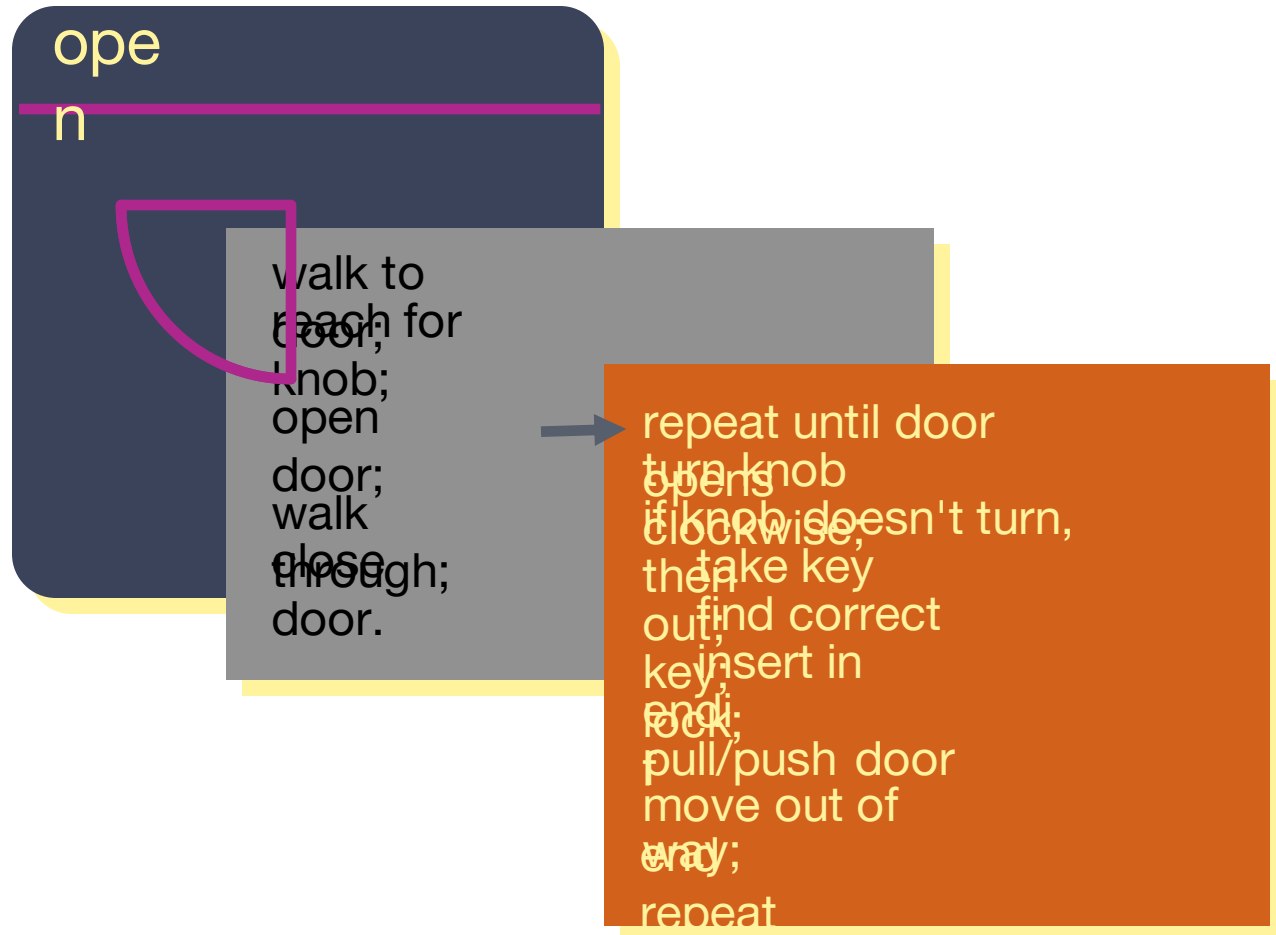 ope
n
walk to
door;
reach for
knob;
open
door;
walk
through;
close
door.
repeat until door
opens
turn knob
clockwise;
if knob doesn't turn,
then
take key
out;
find correct
key;
insert in
lock;
endi
f
pull/push door
move out of
way;
end
repeat